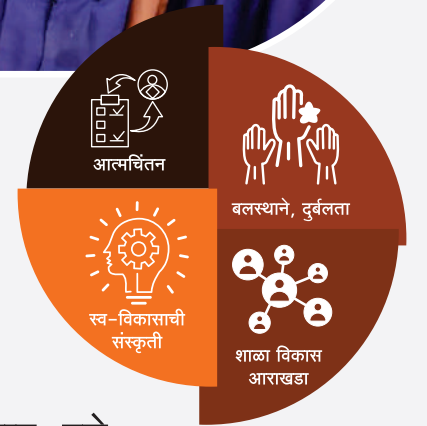 आत्मचिंतन
बलस्थाने, दुर्बलता
स्व-विकासाची
संस्कृती
शाळा विकास
आराखडा